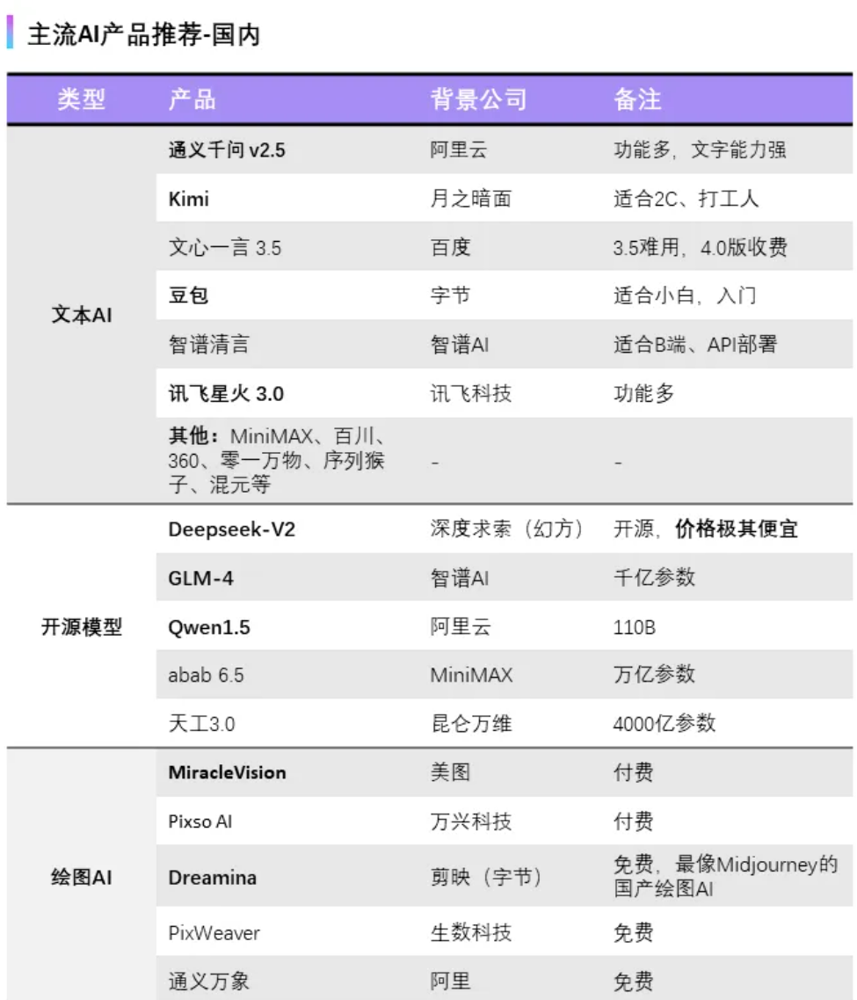 主流AI产品推荐-国内
类型 产品 背景公司 备注
文本AI
通义千问 v2.5 阿里云 功能多，文字能力强
Kimi 月之暗面 适合2C、打工人
文心一言 3.5 百度 3.5难用，4.0版收费
豆包 字节 适合小白，入门
智谱清言 智谱AI 适合B端、API部署
讯飞星火 3.0 讯飞科技 功能多
其他：MiniMAX、百川、
360、零一万物、序列猴 - -
子、混元等
开源模型
Deepseek-V2 深度求索（幻方） 开源，价格极其便宜
GLM-4 智谱AI 千亿参数
Qwen1.5 阿里云 110B
abab 6.5 MiniMAX 万亿参数
天工3.0 昆仑万维 4000亿参数
绘图AI
MiracleVision 美图 付费
Pixso AI 万兴科技 付费
Dreamina 剪映（字节） 免费，最像Midjourney的
国产绘图AI
PixWeaver 生数科技 免费
通义万象 阿里 免费